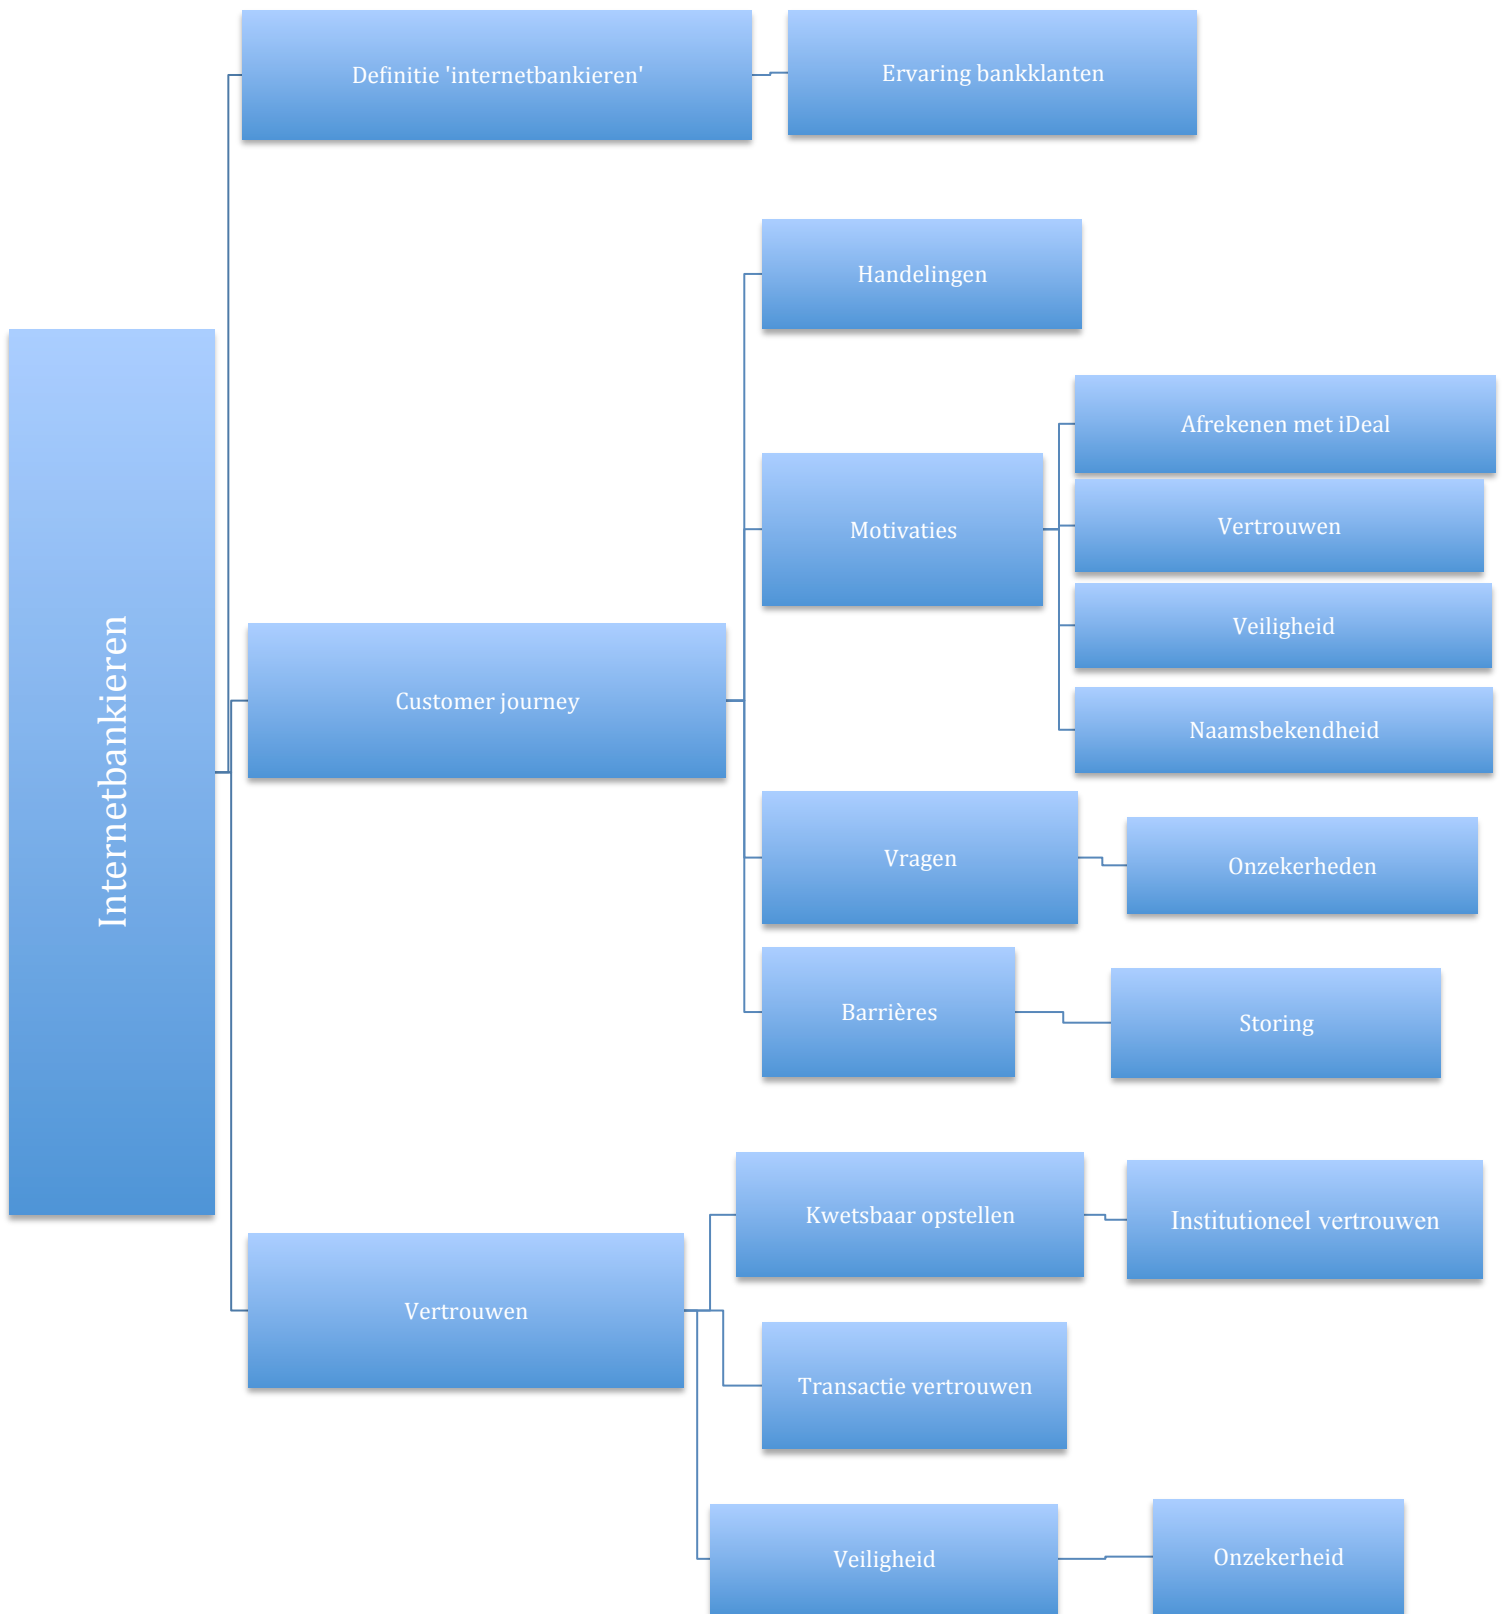 Definitie 'internetbankieren'
Ervaring bankklanten
Handelingen
Afrekenen met iDeal
Vertrouwen
Motivaties
Veiligheid
Naamsbekendheid
Internetbankieren
Customer journey
Vragen
Onzekerheden
Barrières
Storing
Kwetsbaar opstellen
Institutioneel vertrouwen
Vertrouwen
Transactie vertrouwen
Veiligheid
Onzekerheid